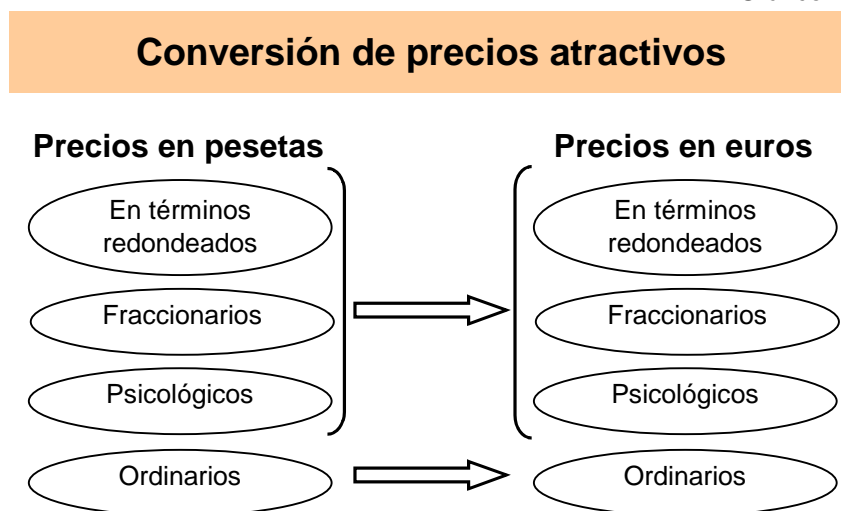 Conversión de precios atractivos
Precios en pesetas
Precios en euros
En términos
redondeados
En términos
redondeados
Fraccionarios
Fraccionarios
Psicológicos
Psicológicos
Ordinarios
Ordinarios